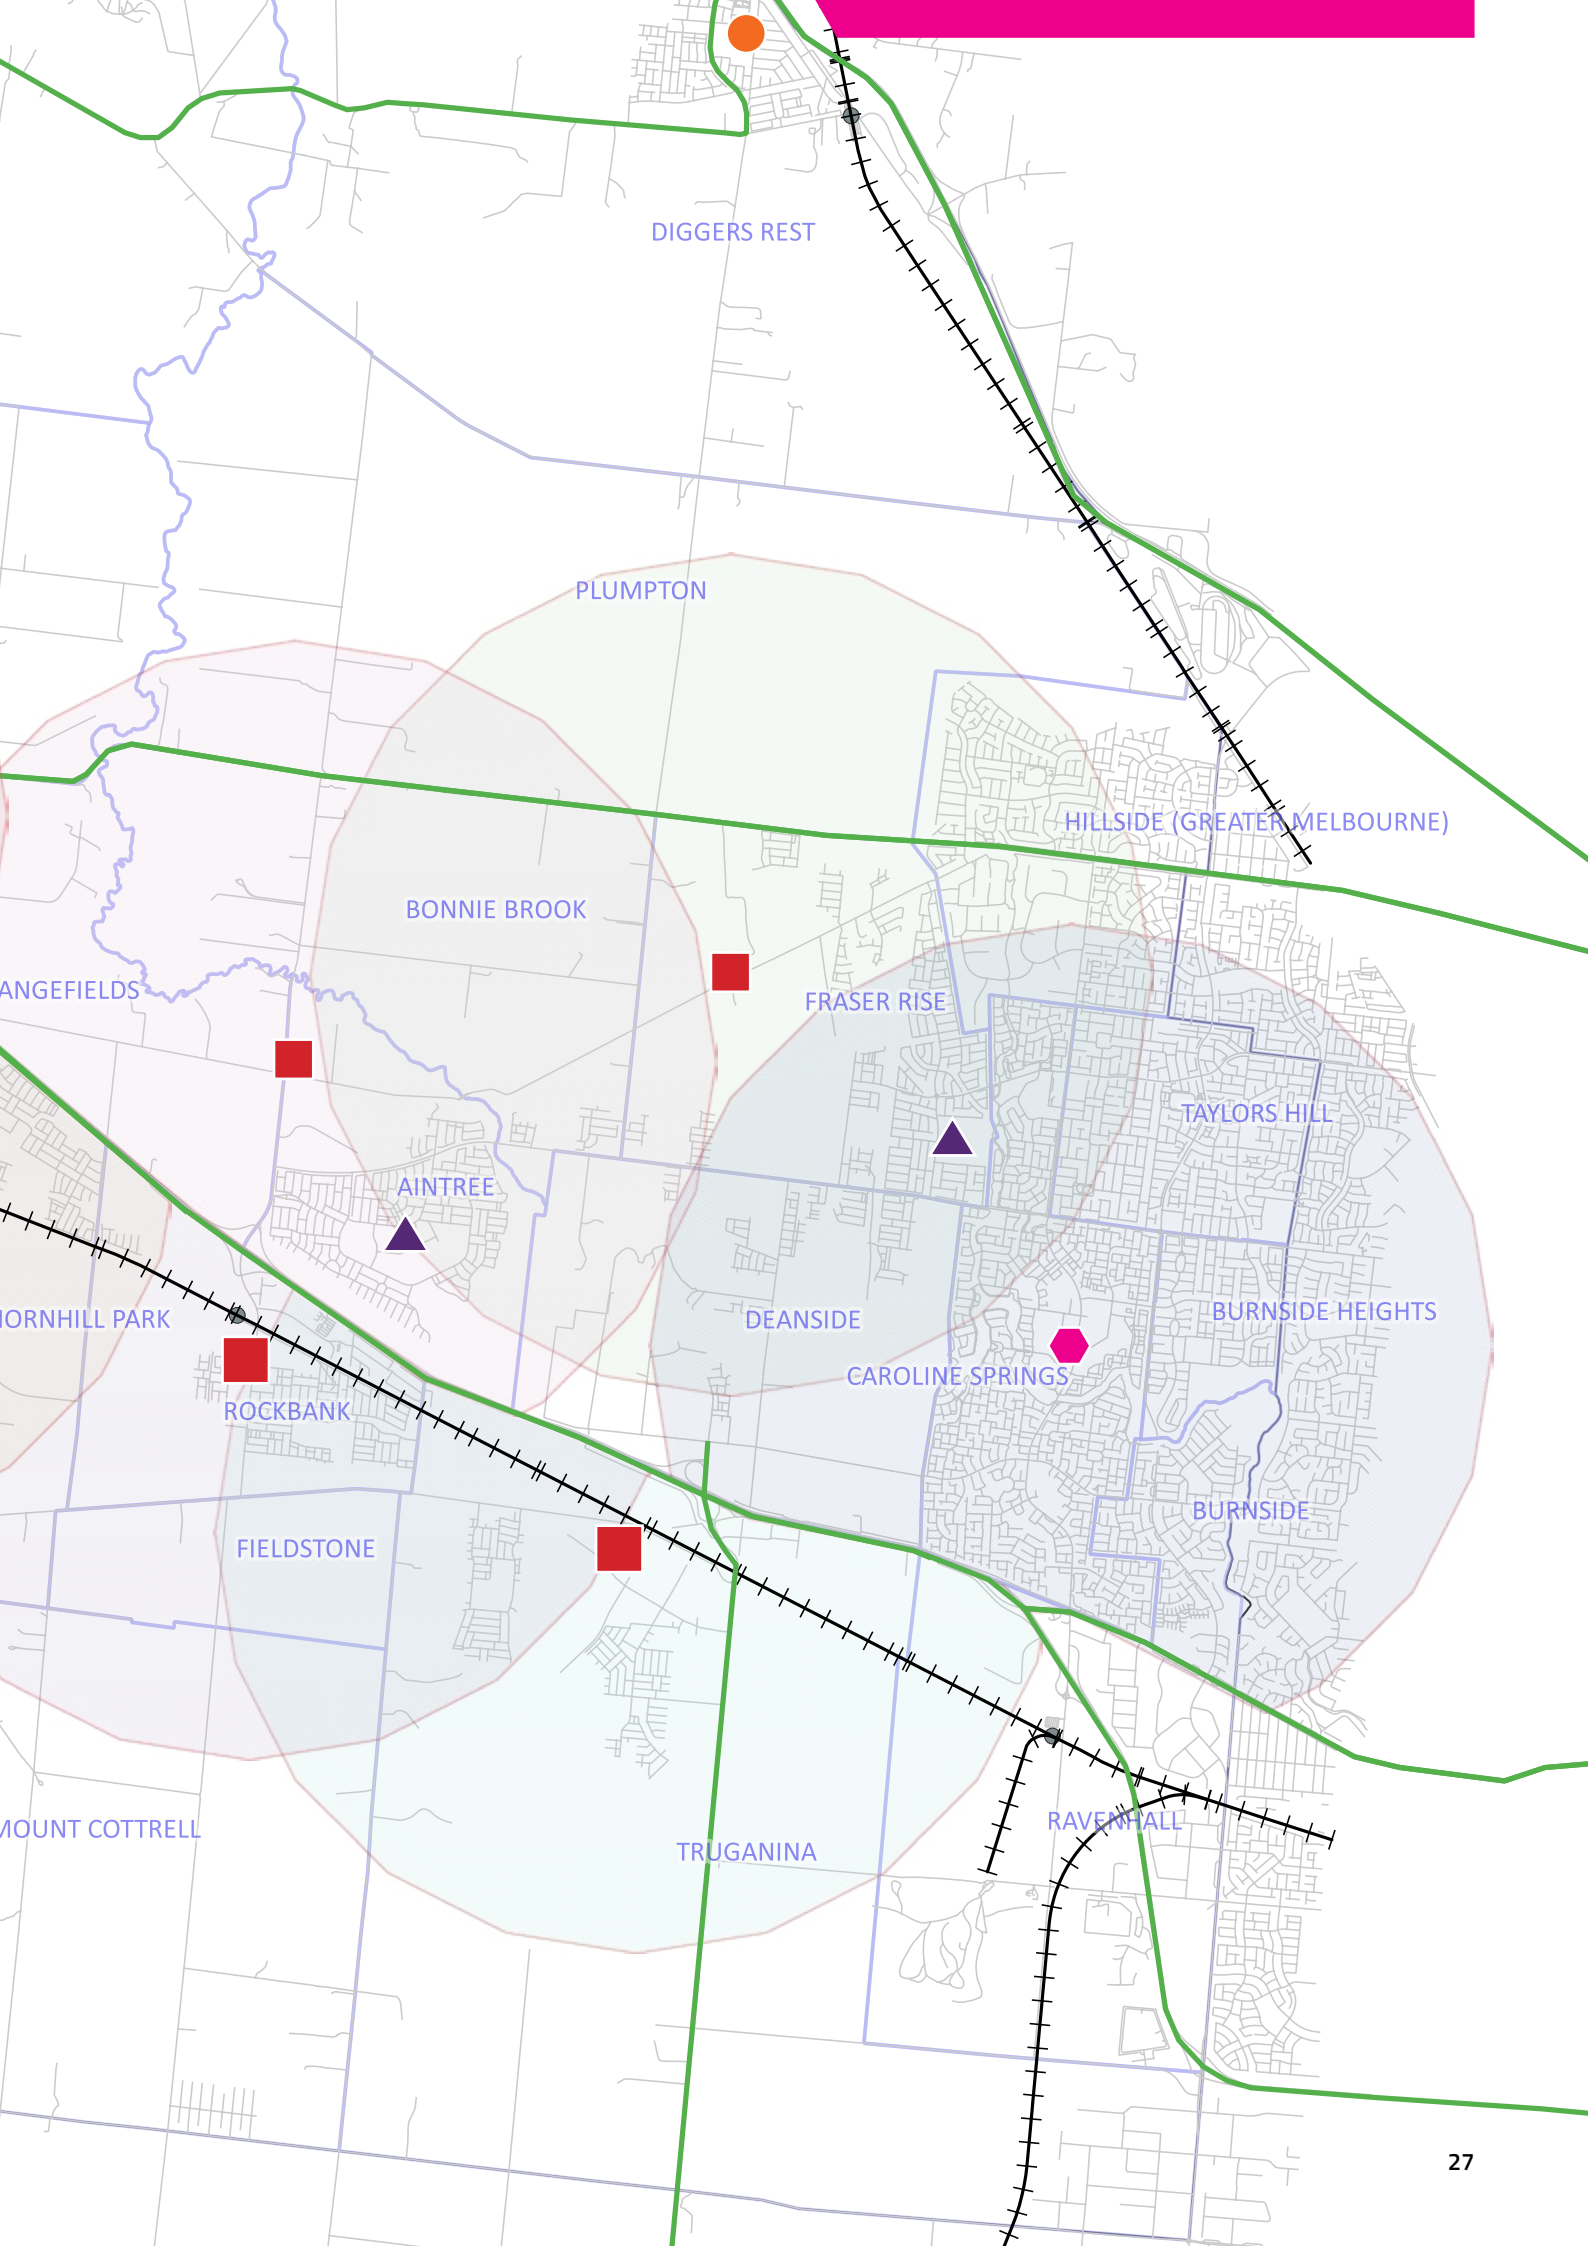 DIGGERS REST
PLUMPTON
HILLSIDE (GREATER MELBOURNE)
BONNIE BROOK
ANGEFIELDS
FRASER RISE
TAYLORS HILL
AINTREE
HORNHILL PARK
DEANSIDE
BURNSIDE HEIGHTS
CAROLINE SPRINGS
ROCKBANK
BURNSIDE
FIELDSTONE
RAVENHALL
MOUNT COTTRELL
TRUGANINA
27